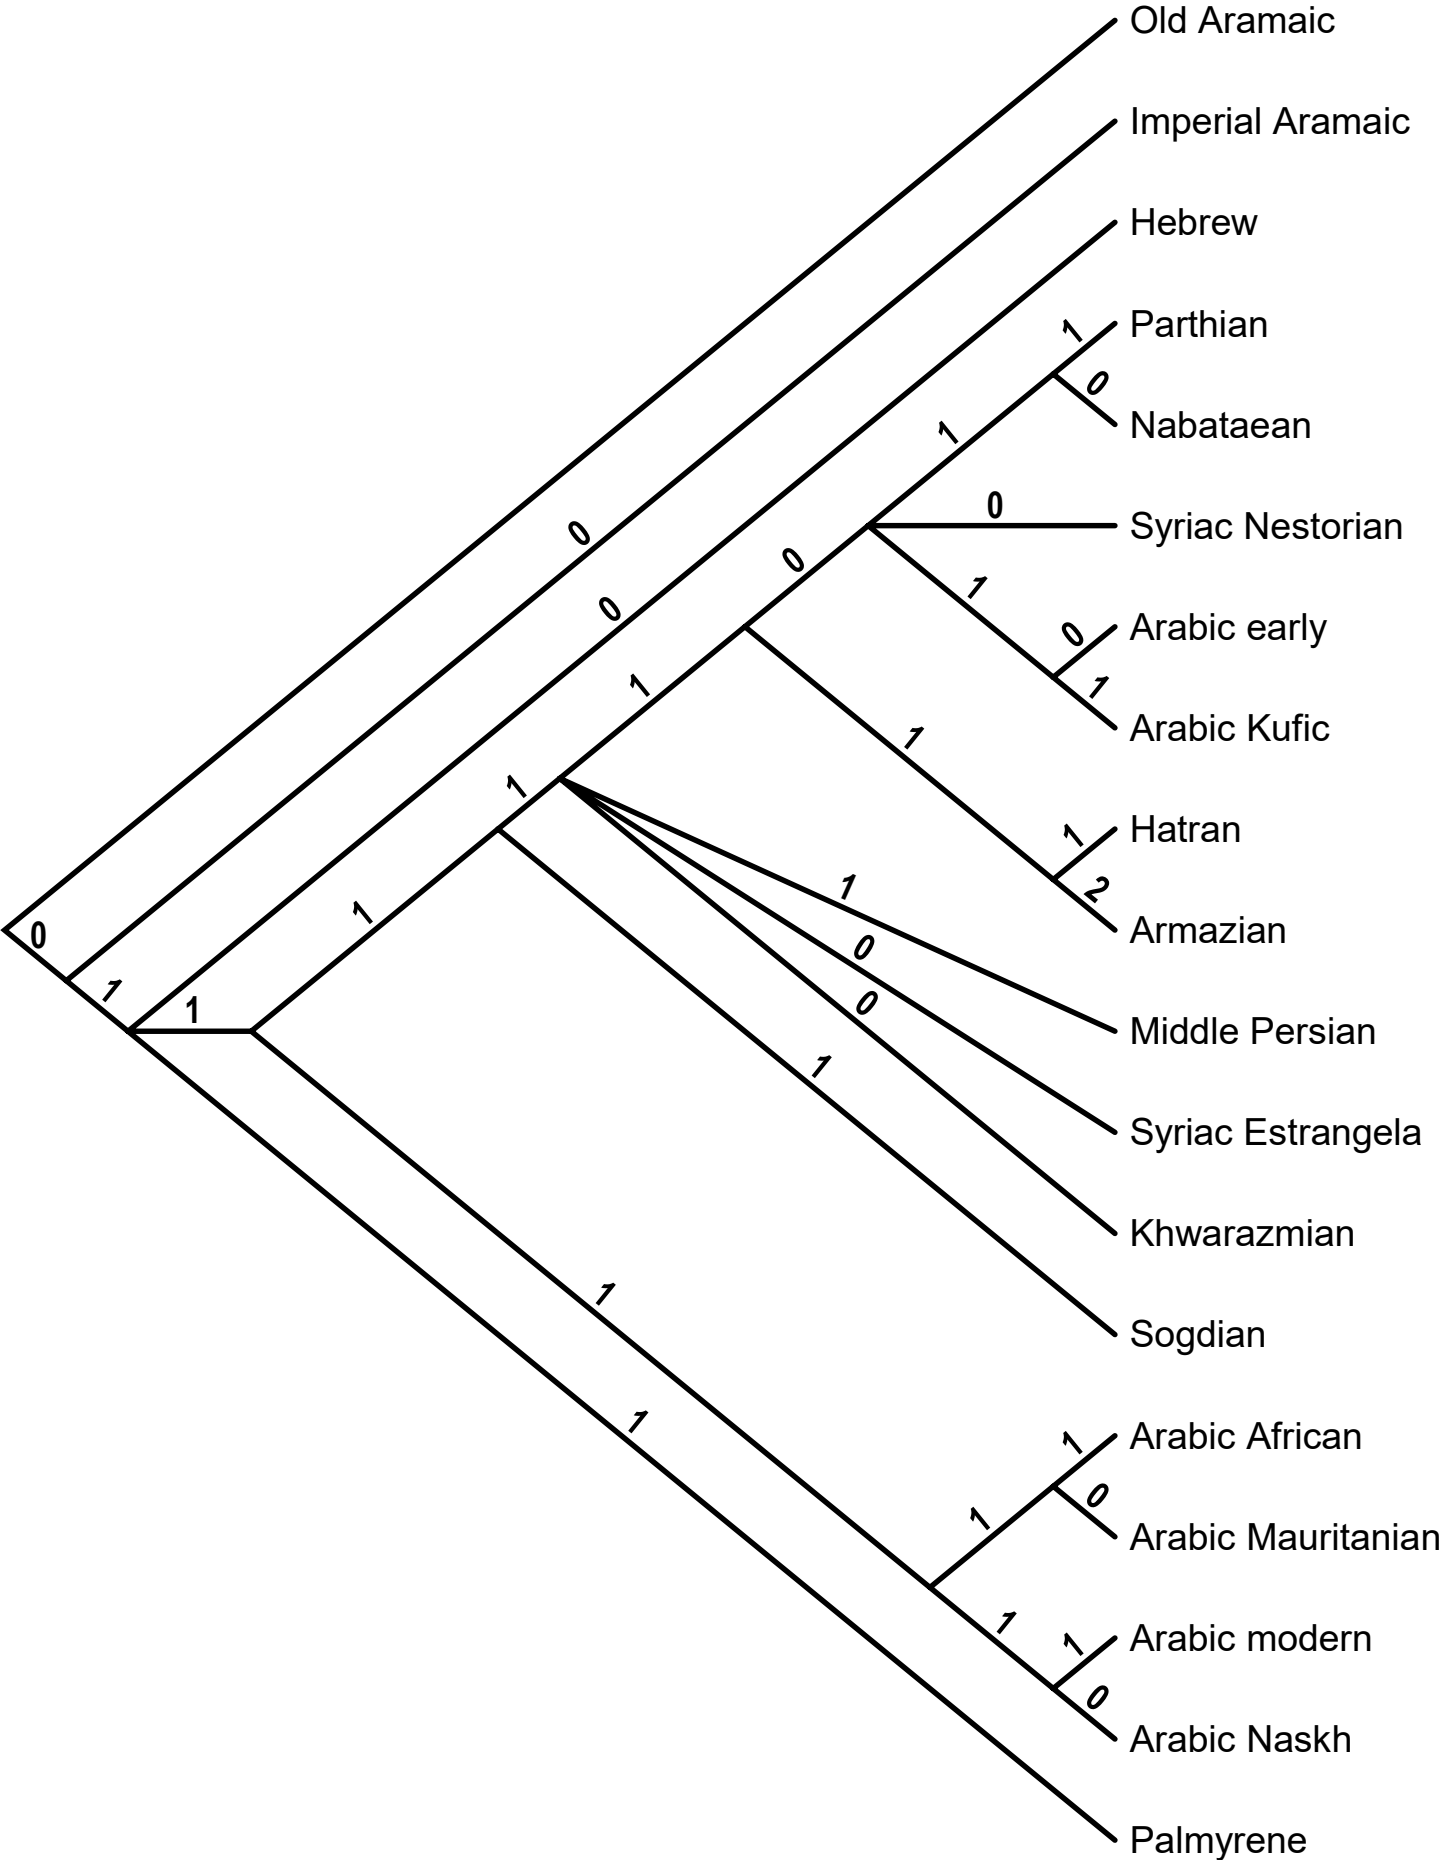 Old Aramaic
Imperial Aramaic
Hebrew
1 Parthian
0
1 Nabataean
0
0 Syriac Nestorian
0
1
0
0 Arabic early
1
1 Arabic Kufic
1
1
1 Hatran
1
2
1 Armazian
0
0
1
0
1 Middle Persian
1
Syriac Estrangela
Khwarazmian
1
Sogdian
1
1 Arabic African
0
1 Arabic Mauritanian
1
1 Arabic modern
0
Arabic Naskh
Palmyrene